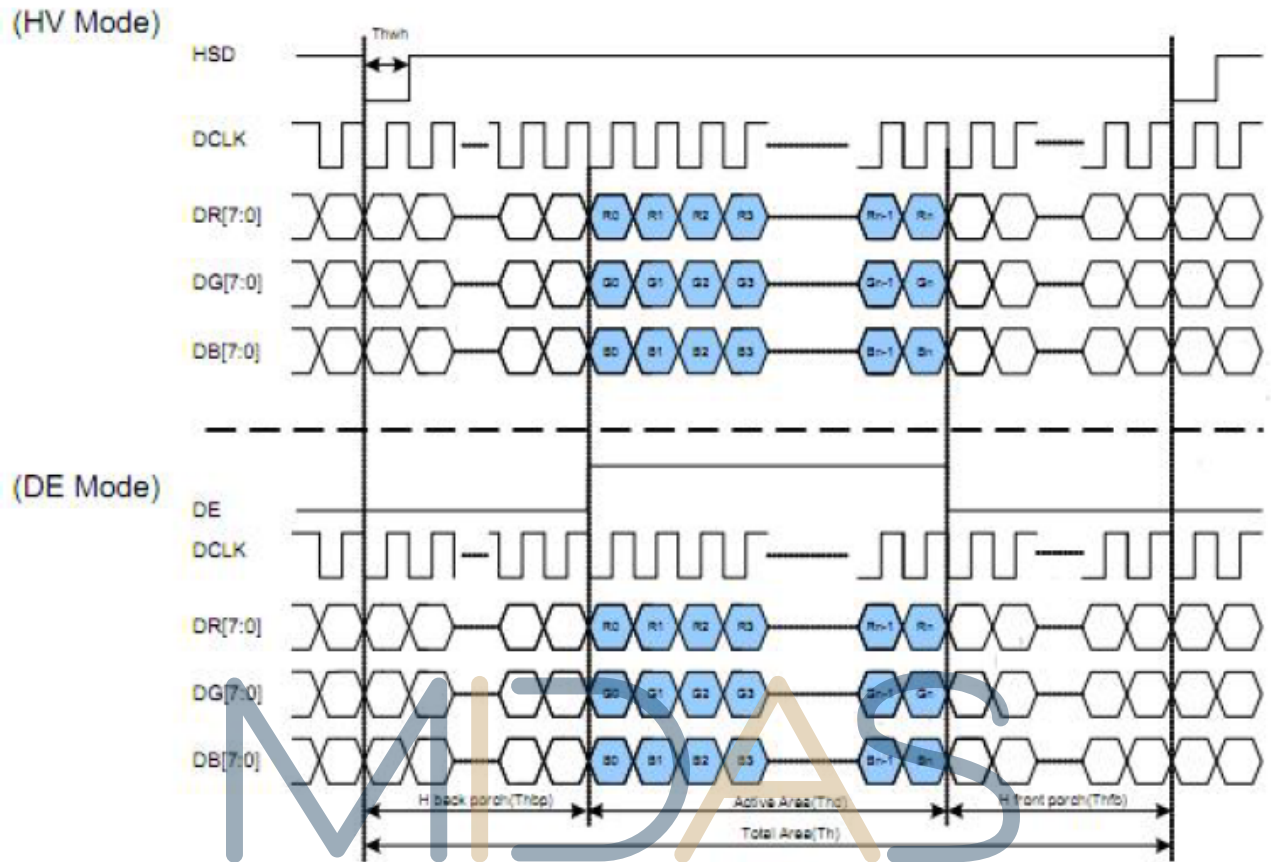 (HV Mode)
Thwh
HSD
DCLK
DR[7:0] R0 R1 R2 R3 Rn-1 Rn
DG[7:0] G0 G1 G2 G3 Gn-1 Gn
DB[7:0] B0 B1 B2 B3 Bn-1 Bn
(DE Mode)
DE
DCLK
DR[7:0] R0 R1 R2 R3 Rn-1 Rn
DG[7:0] G0 G1 G2 G3 Gn-1 Gn
DB[7:0] B0 B1 B2 B3 Bn-1 Bn
H back porch(Thbp) Active Area(Thd) H front porch(Thfp)
Total Area(Th)
MIDAS